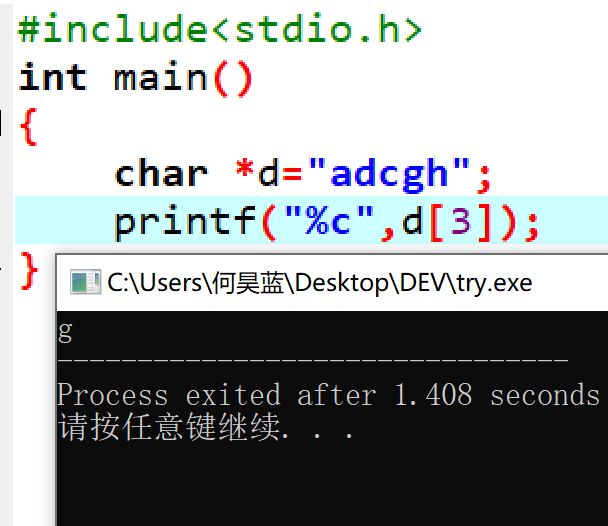 #include<stdio.h>
int main()
{
char *d="adcgh";
printf("%c",d[3]);
}
C:\Users\何昊蓝\Desktop\DEV\try.exe
g
--------------------------------
Process exited after 1.408 seconds
请按任意键继续. . .